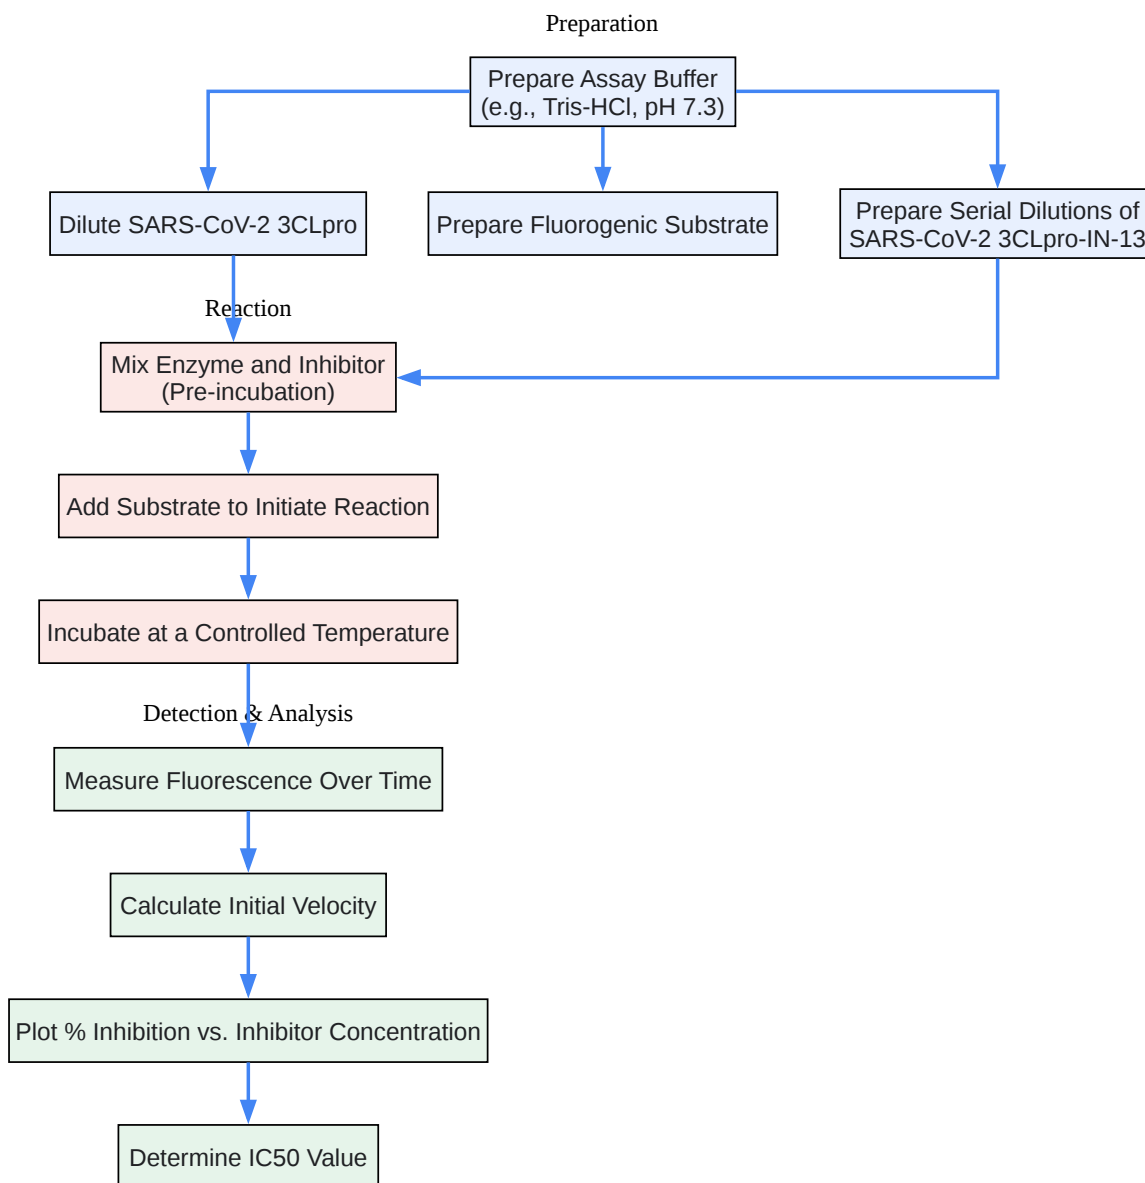 Preparation
Prepare Assay Buffer
(e.g., Tris-HCl, pH 7.3)
Dilute SARS-CoV-2 3CLpro
Prepare Fluorogenic Substrate
Prepare Serial Dilutions of
SARS-CoV-2 3CLpro-IN-13
Reaction
Mix Enzyme and Inhibitor
(Pre-incubation)
Add Substrate to Initiate Reaction
Incubate at a Controlled Temperature
Detection & Analysis
Measure Fluorescence Over Time
Calculate Initial Velocity
Plot % Inhibition vs. Inhibitor Concentration
Determine IC50 Value